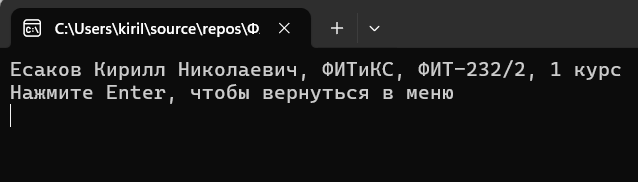 C:\Users\kiril\source\repos\Ф
Есаков Кирилл Николаевич, ФИТиКС, ФИТ-232/2, 1 курс
Нажмите Enter, чтобы вернуться в меню